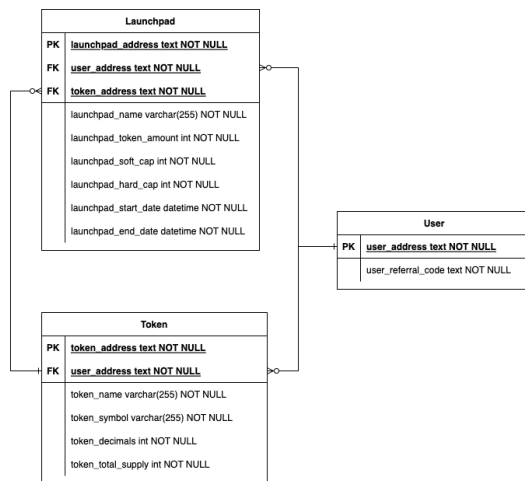 Launchpad
PK launchpad_address text NOT NULL
FK user_address text NOT NULL
FK token_address text NOT NULL
launchpad_name varchar(255) NOT NULL
launchpad_token_amount int NOT NULL
launchpad_soft_cap int NOT NULL
launchpad_hard_cap int NOT NULL
launchpad_start_date datetime NOT NULL
launchpad_end_date datetime NOT NULL
User
PK user_address text NOT NULL
user_referral_code text NOT NULL
Token
PK token_address text NOT NULL
FK user_address text NOT NULL
token_name varchar(255) NOT NULL
token_symbol varchar(255) NOT NULL
token_decimals int NOT NULL
token_total_supply int NOT NULL